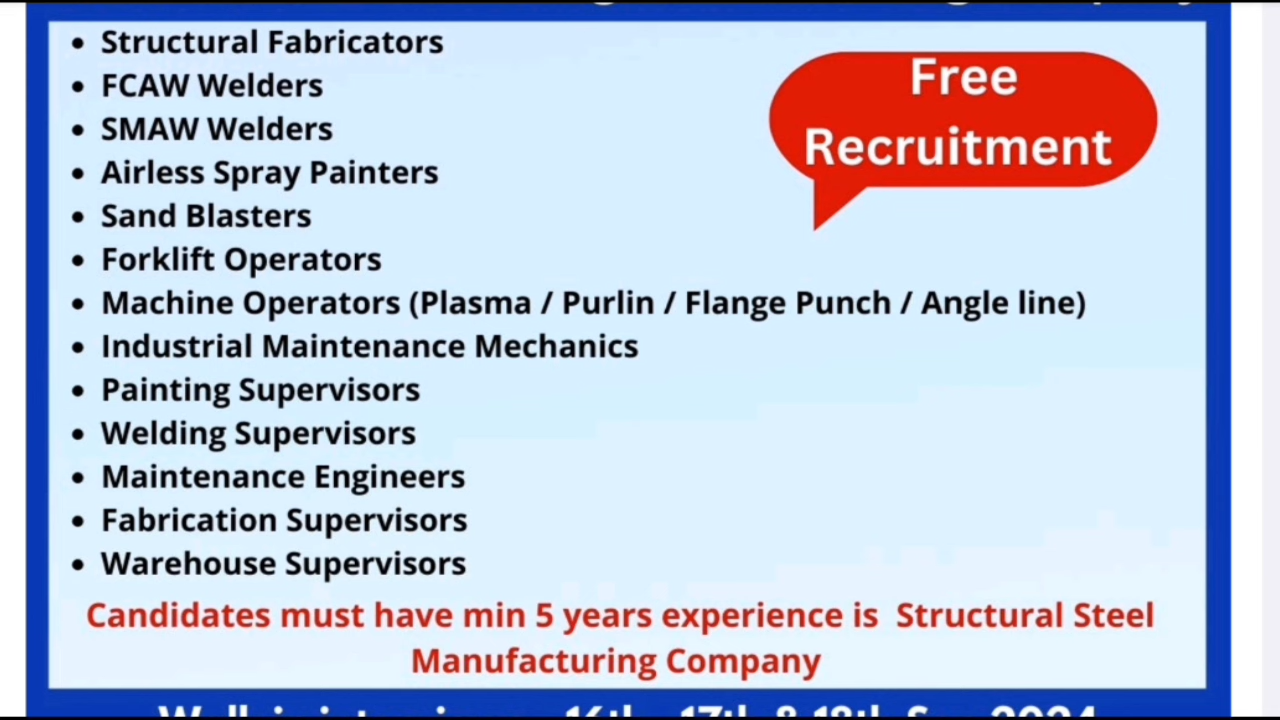 Structural Fabricators
FCAW Welders
SMAW Welders
Airless Spray Painters
Sand Blasters
Forklift Operators
Machine Operators (Plasma / Purlin / Flange Punch / Angle line)
Industrial Maintenance Mechanics
Painting Supervisors
Welding Supervisors
Maintenance Engineers
Fabrication Supervisors
Warehouse Supervisors
Free
Recruitment
Candidates must have min 5 years experience is Structural Steel
Manufacturing Company